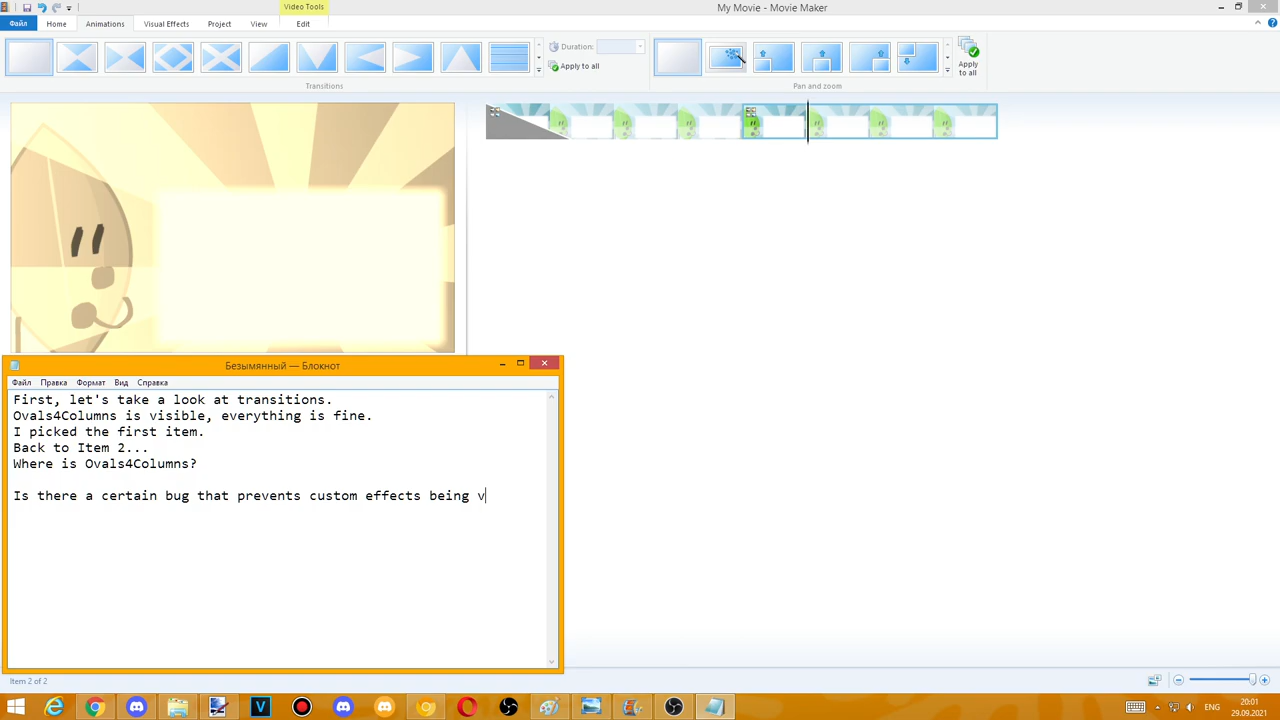 Video Tools
My Movie - Movie Maker
Файл
Home
Animations
Visual Effects
Project
View
Edit
Duration:
Apply to all
Apply
to all
Transitions
Pan and zoom
Безымянный — Блокнот
Файл
Правка
Формат
Вид
Справка
First, let's take a look at transitions.
Ovals4Columns is visible, everything is fine.
I picked the first item.
Back to Item 2...
Where is Ovals4Columns?
Is there a certain bug that prevents custom effects being v
Item 2 of 2
ENG
20:01
29.09.2021